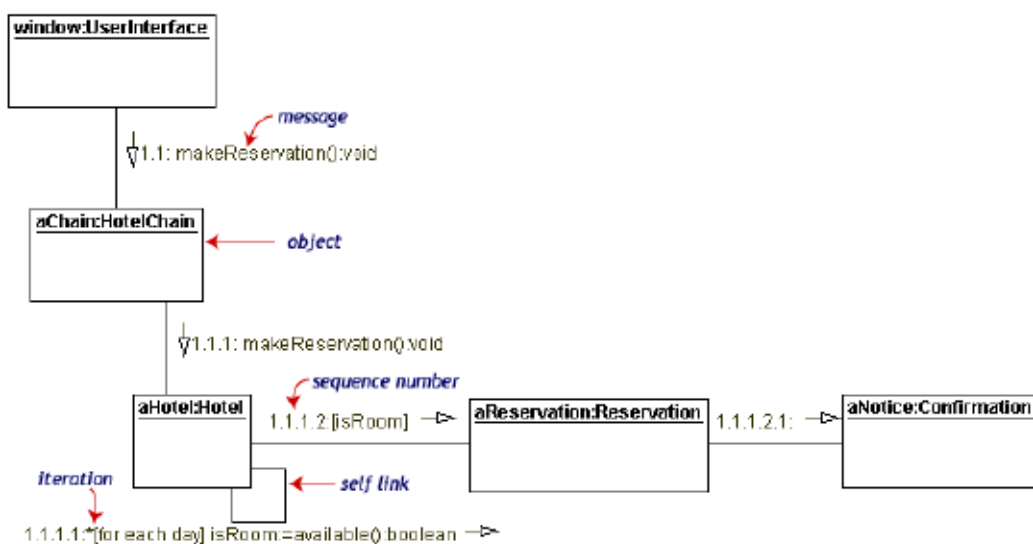 window:UserInterface
message
1.1: makeReservation():void
aChain:HotelChain
object
1.1.1: makeReservation():void
sequence number
aHotel:Hotel
1.1.1.2:[isRoom]
aReservation:Reservation
1.1.1.2.1:
aNotice:Confirmation
iteration
self link
1.1.1.1:*[for each day] isRoom:=available():boolean